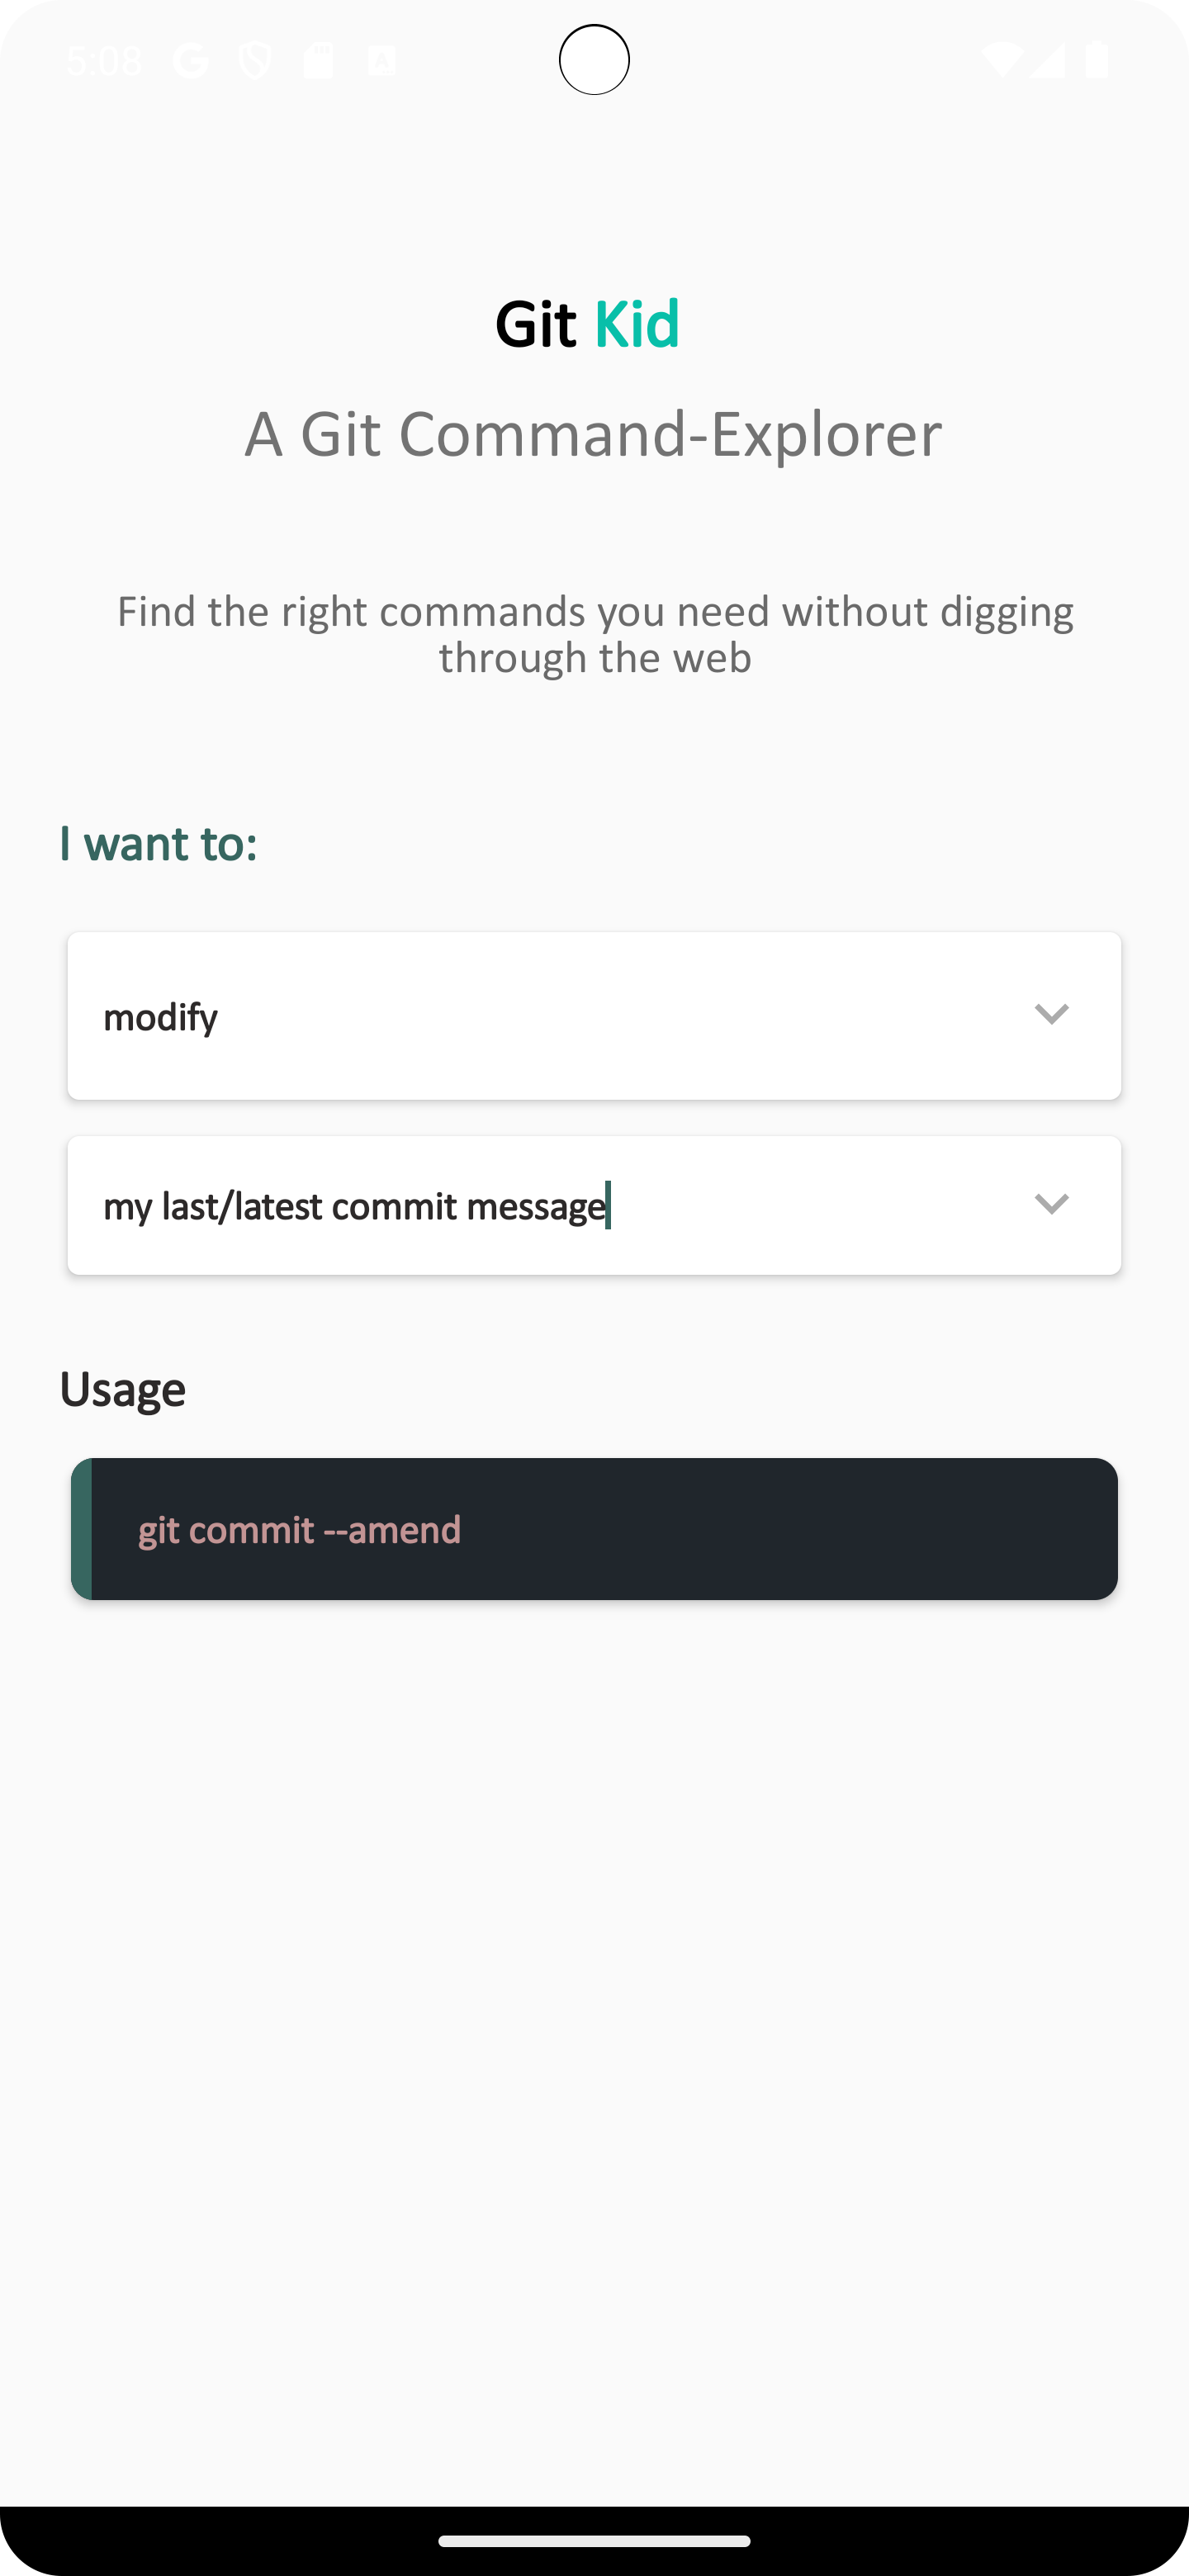 5:08
Git Kid
A Git Command-Explorer
Find the right commands you need without digging
through the web
I want to:
modify
my last/latest commit message
Usage
git commit --amend